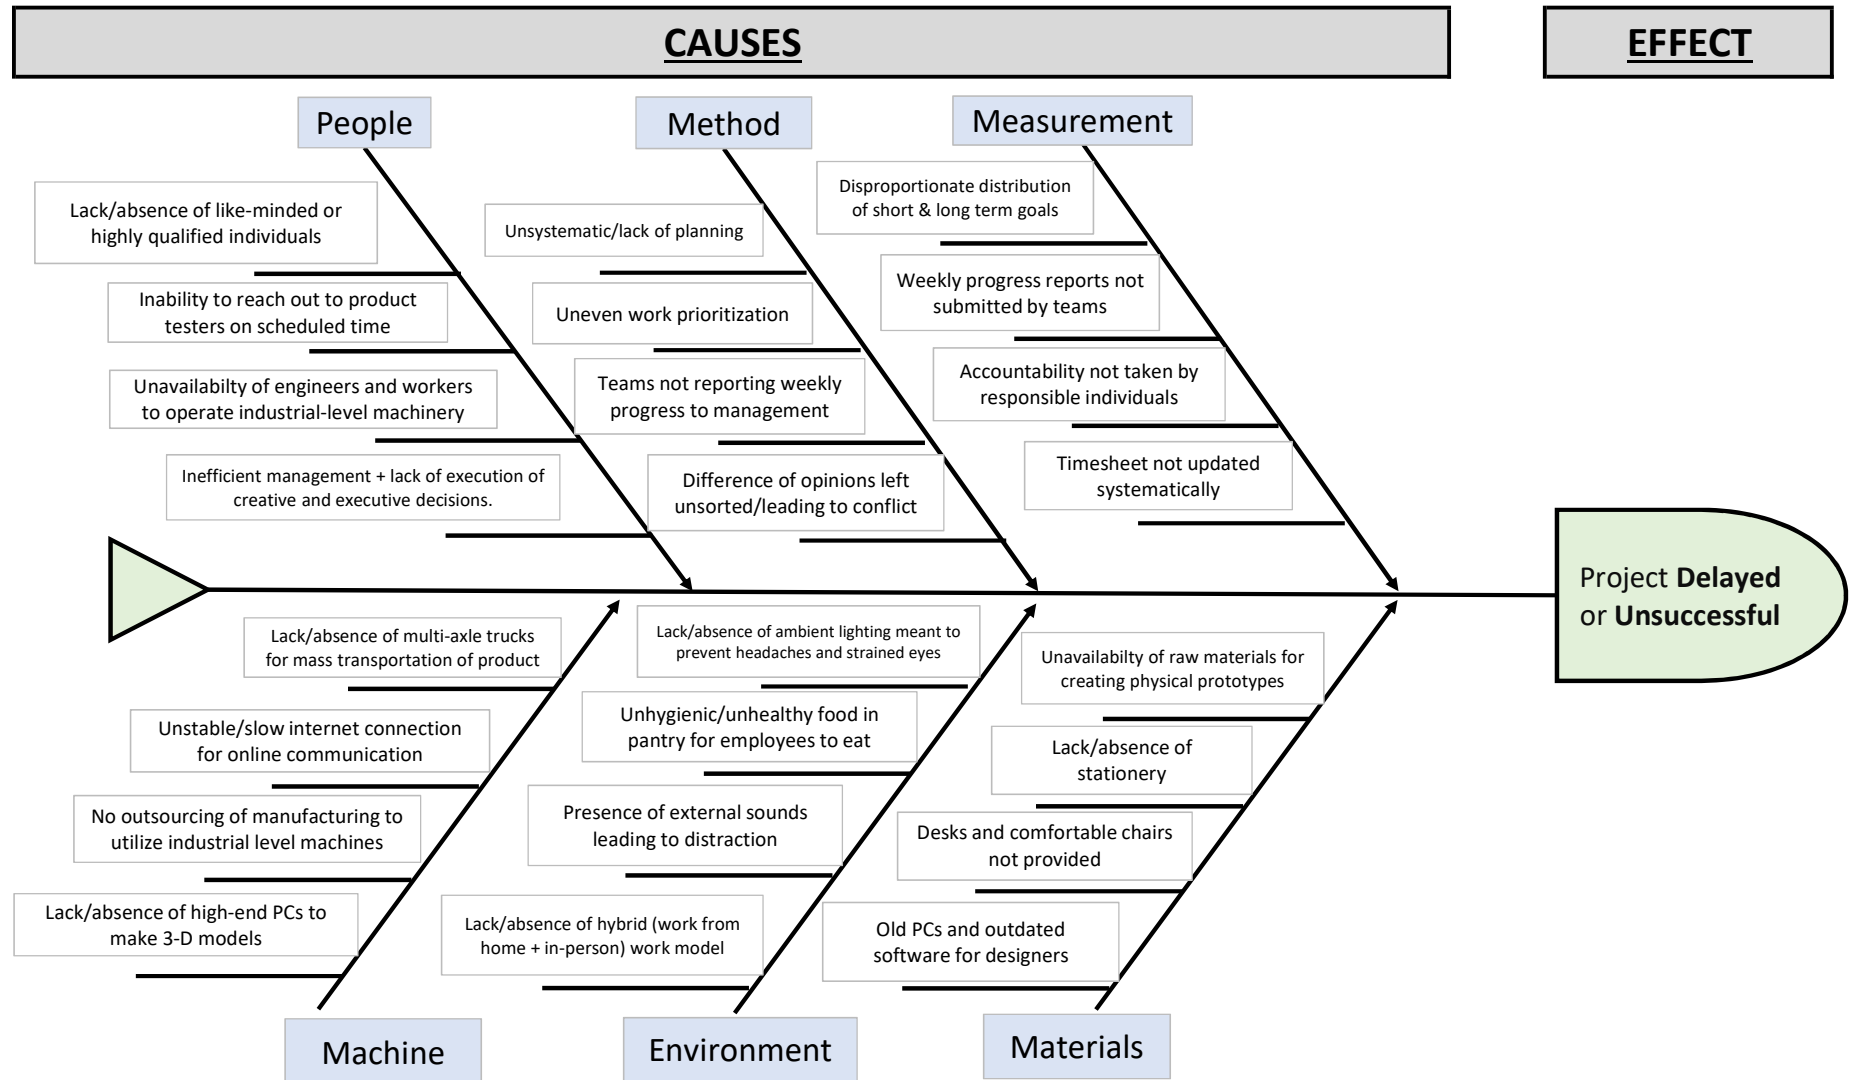 CAUSES
EFFECT
People
Lack/absence of like-minded or
highly qualified individuals
Inability to reach out to product
testers on scheduled time
Unavailabilty of engineers and workers
to operate industrial-level machinery
Inefficient management + lack of execution of
creative and executive decisions.
Method
Unsystematic/lack of planning
Uneven work prioritization
Teams not reporting weekly
progress to management
Difference of opinions left
unsorted/leading to conflict
Measurement
Disproportionate distribution
of short & long term goals
Weekly progress reports not
submitted by teams
Accountability not taken by
responsible individuals
Timesheet not updated
systematically
Project Delayed
or Unsuccessful
Lack/absence of multi-axle trucks
for mass transportation of product
Unstable/slow internet connection
for online communication
No outsourcing of manufacturing to
utilize industrial level machines
Lack/absence of high-end PCs to
make 3-D models
Machine
Lack/absence of ambient lighting meant to
prevent headaches and strained eyes
Unhygienic/unhealthy food in
pantry for employees to eat
Presence of external sounds
leading to distraction
Lack/absence of hybrid (work from
home + in-person) work model
Environment
Unavailabilty of raw materials for
creating physical prototypes
Lack/absence of
stationery
Desks and comfortable chairs
not provided
Old PCs and outdated
software for designers
Materials